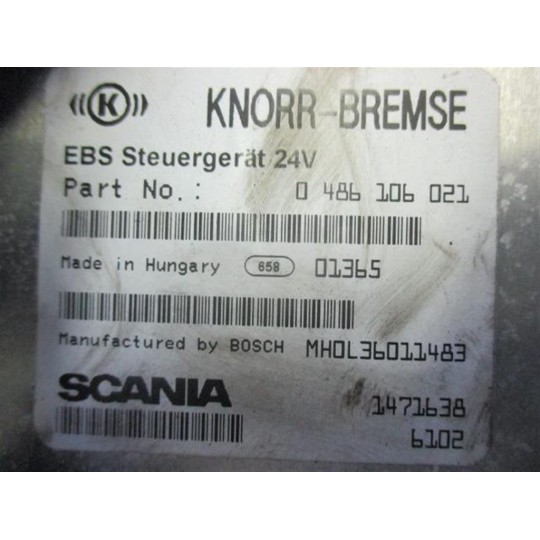 K KNORR-BREMSE
EBS Steuergerät 24V
Part No.: 0 486 106 021
Made in Hungary 658 01365
Manufactured by BOSCH MH0L36011483
SCANIA 1471638
6102